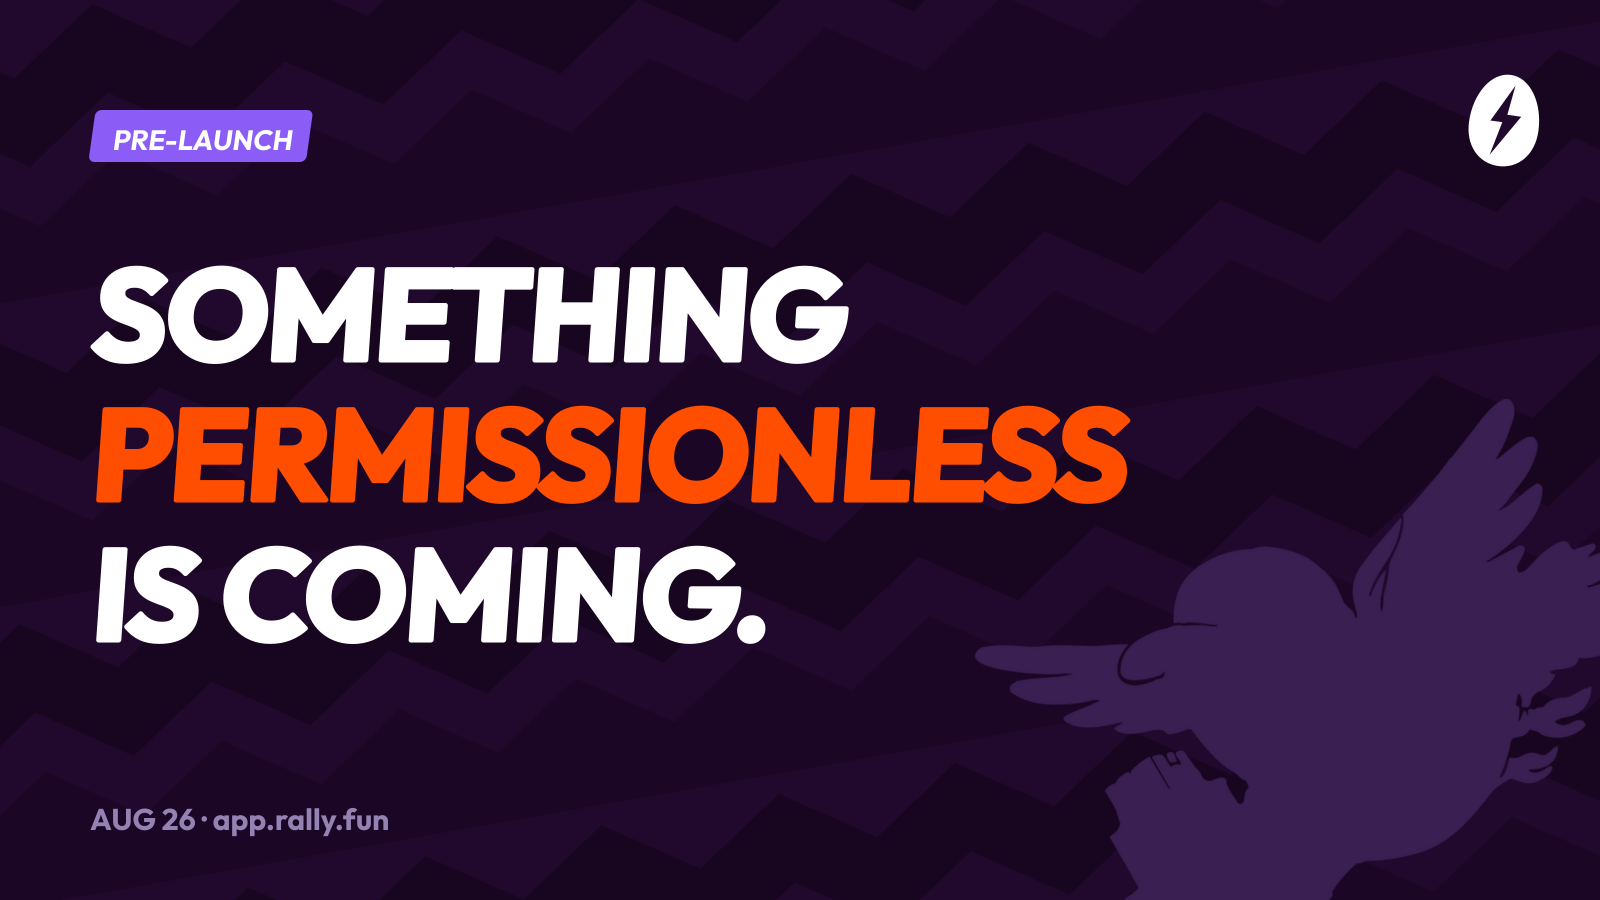 PRE-LAUNCH
SOMETHING
PERMISSIONLESS
IS COMING.
AUG 26 · app.rally.fun